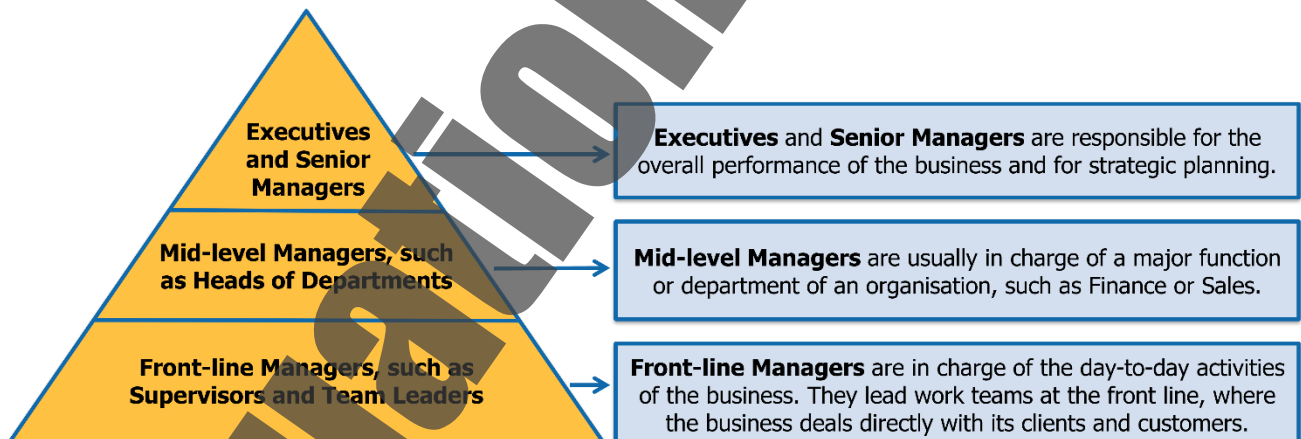 Executives
and Senior
Managers
Executives and Senior Managers are responsible for the
overall performance of the business and for strategic planning.
Mid-level Managers, such
as Heads of Departments
Mid-level Managers are usually in charge of a major function
or department of an organisation, such as Finance or Sales.
Front-line Managers, such as
Supervisors and Team Leaders
Front-line Managers are in charge of the day-to-day activities
of the business. They lead work teams at the front line, where
the business deals directly with its clients and customers.